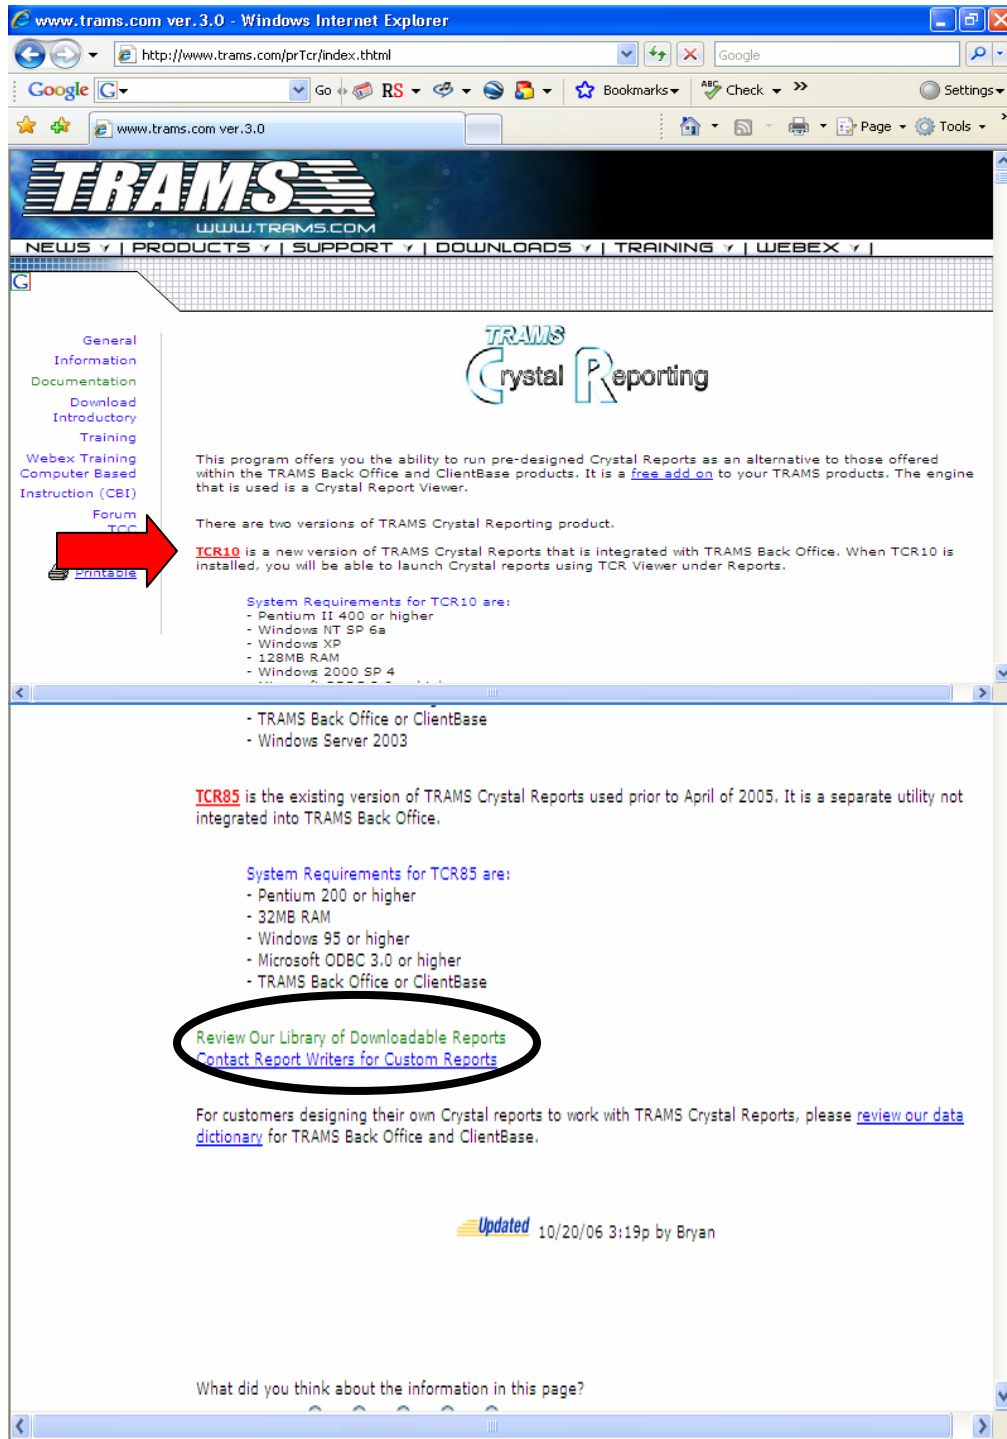 www.trams.com ver.3.0 - Windows Internet Explorer
http://www.trams.com/prTcr/index.thtml
Google
Google G Go RS Bookmarks ABC Check » Settings
www.trams.com ver.3.0 Page Tools »
TRAMS
WWW.TRAMS.COM
NEWS | PRODUCTS | SUPPORT | DOWNLOADS | TRAINING | WEBEX |
G
General
Information
Documentation
Download
Introductory
Training
Webex Training
Computer Based
Instruction (CBI)
Forum
TCC
Printable
TRAMS
Crystal Reporting
This program offers you the ability to run pre-designed Crystal Reports as an alternative to those offered
within the TRAMS Back Office and ClientBase products. It is a free add on to your TRAMS products. The engine
that is used is a Crystal Report Viewer.
There are two versions of TRAMS Crystal Reporting product.
TCR10 is a new version of TRAMS Crystal Reports that is integrated with TRAMS Back Office. When TCR10 is
installed, you will be able to launch Crystal reports using TCR Viewer under Reports.
System Requirements for TCR10 are:
- Pentium II 400 or higher
- Windows NT SP 6a
- Windows XP
- 128MB RAM
- Windows 2000 SP 4
- TRAMS Back Office or ClientBase
- Windows Server 2003
TCR85 is the existing version of TRAMS Crystal Reports used prior to April of 2005. It is a separate utility not
integrated into TRAMS Back Office.
System Requirements for TCR85 are:
- Pentium 200 or higher
- 32MB RAM
- Windows 95 or higher
- Microsoft ODBC 3.0 or higher
- TRAMS Back Office or ClientBase
Review Our Library of Downloadable Reports
Contact Report Writers for Custom Reports
For customers designing their own Crystal reports to work with TRAMS Crystal Reports, please review our data
dictionary for TRAMS Back Office and ClientBase.
Updated 10/20/06 3:19p by Bryan
What did you think about the information in this page?